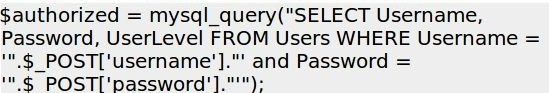 $authorized = mysql_query("SELECT Username,
Password, UserLevel FROM Users WHERE Username =
'".$_POST['username']."' and Password =
'".$_POST['password']."'");